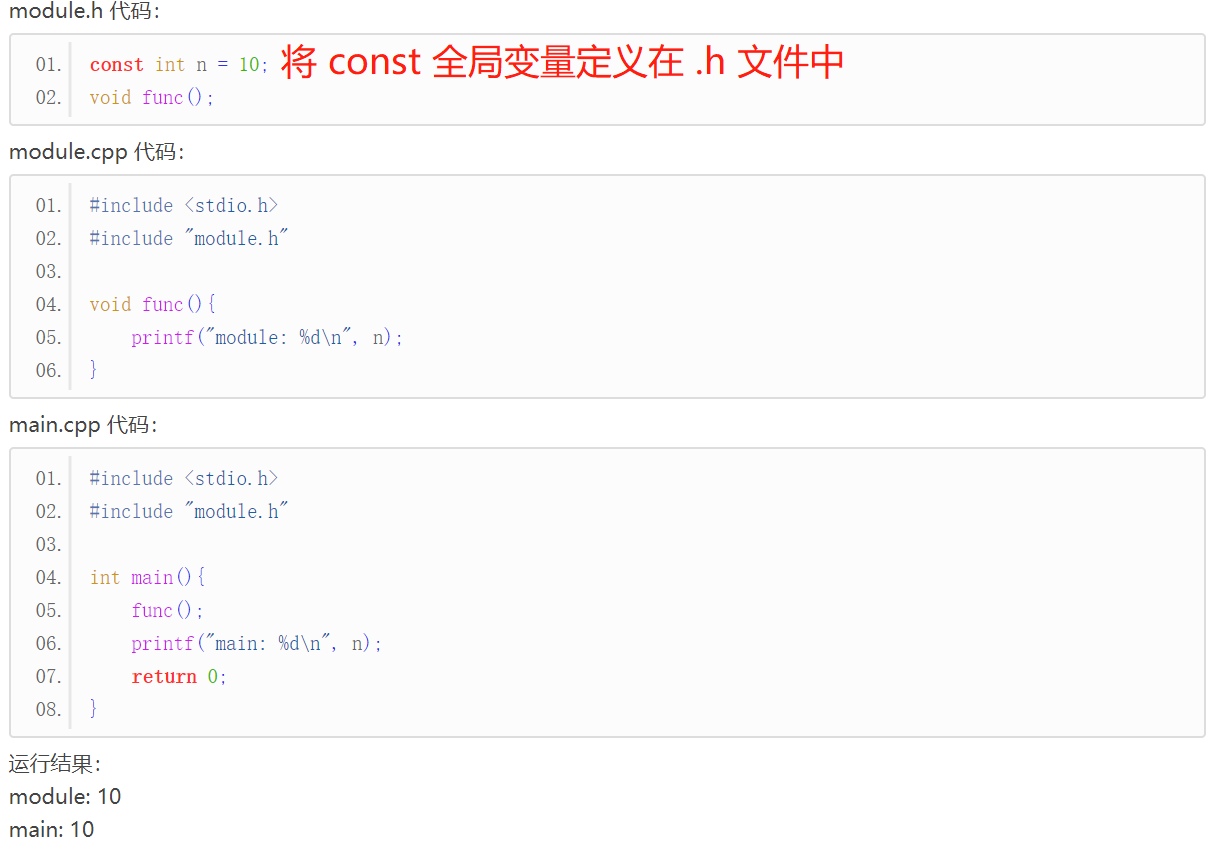 module.h 代码：
01. const int n = 10; 将 const 全局变量定义在 .h 文件中
02. void func();
module.cpp 代码：
01. #include <stdio.h>
02. #include "module.h"
03.
04. void func(){
05.     printf("module: %d\n", n);
06. }
main.cpp 代码：
01. #include <stdio.h>
02. #include "module.h"
03.
04. int main(){
05.     func();
06.     printf("main: %d\n", n);
07.     return 0;
08. }
运行结果：
module: 10
main: 10